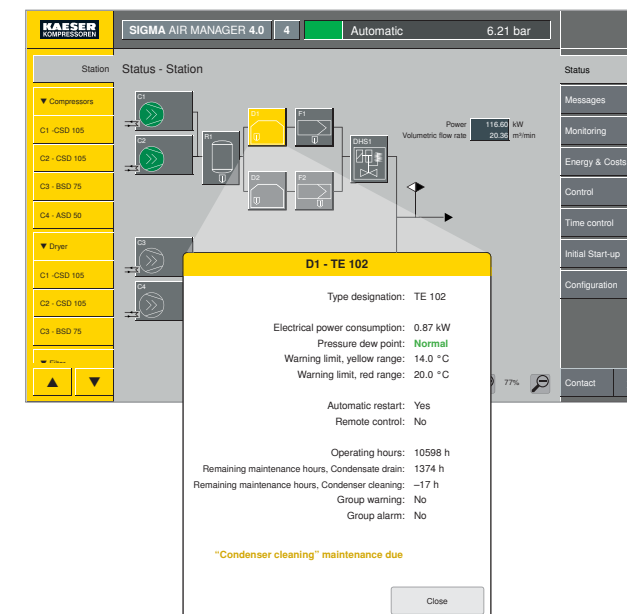 KAESER
KOMPRESSOREN
SIGMA AIR MANAGER 4.0 4 Automatic 6.21 bar
Station
Status - Station
Status
▼ Compressors
C1 -CSD 105
C2 - CSD 105
C3 - BSD 75
C4 - ASD 50
▼ Dryer
C1 -CSD 105
C2 - CSD 105
C3 - BSD 75
▲ ▼
C1
C2
R1
D1
F1
D2
F2
DHS1
C3
C4
Power 116.60 kW
Volumetric flow rate 20.36 m³/min
Messages
Monitoring
Energy & Costs
Control
Time control
Initial Start-up
Configuration
77%
Contact
D1 - TE 102
Type designation: TE 102
Electrical power consumption: 0.87 kW
Pressure dew point: Normal
Warning limit, yellow range: 14.0 °C
Warning limit, red range: 20.0 °C
Automatic restart: Yes
Remote control: No
Operating hours: 10598 h
Remaining maintenance hours, Condensate drain: 1374 h
Remaining maintenance hours, Condenser cleaning: –17 h
Group warning: No
Group alarm: No
“Condenser cleaning” maintenance due
Close